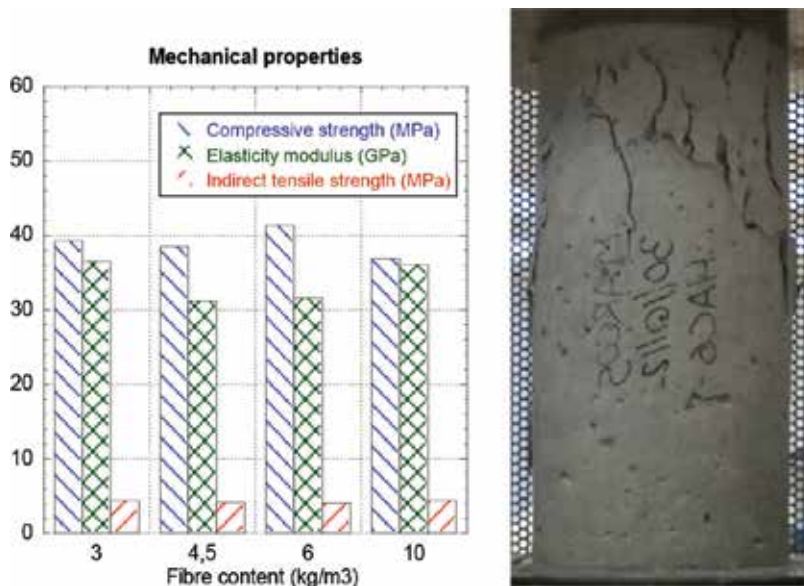 Mechanical properties
60
50
40
30
20
10
0
Compressive strength (MPa)
Elasticity modulus (GPa)
Indirect tensile strength (MPa)
3 4,5 6 10
Fibre content (kg/m3)